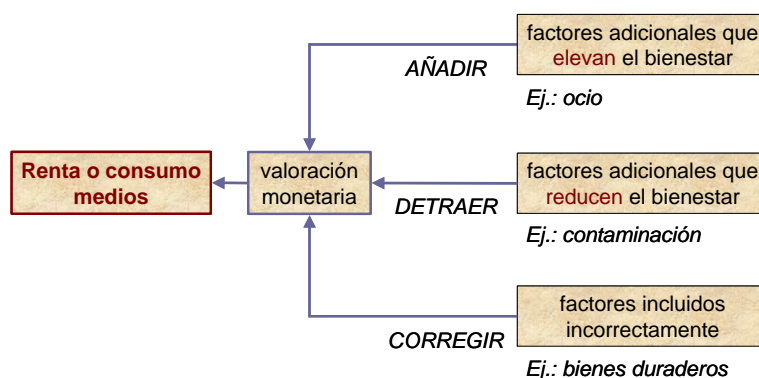 factores adicionales que
elevan el bienestar
AÑADIR
Ej.: ocio
Renta o consumo
medios
valoración
monetaria
factores adicionales que
reducen el bienestar
DETRAER
Ej.: contaminación
factores incluidos
incorrectamente
CORREGIR
Ej.: bienes duraderos